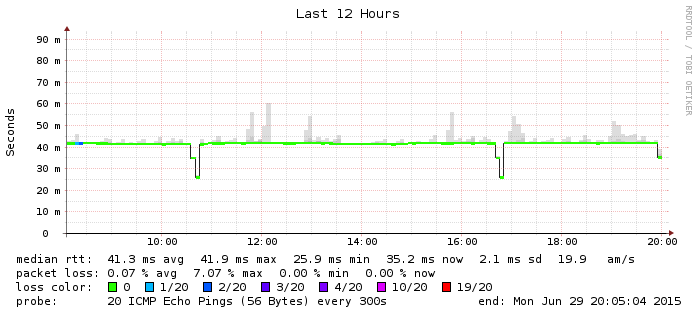 Last 12 Hours
RRDTOOL / TOBI OETIKER
Seconds
90 m
80 m
70 m
60 m
50 m
40 m
30 m
20 m
10 m
0
10:00 12:00 14:00 16:00 18:00 20:00
median rtt: 41.3 ms avg 41.9 ms max 25.9 ms min 35.2 ms now 2.1 ms sd 19.9 am/s
packet loss: 0.07 % avg 7.07 % max 0.00 % min 0.00 % now
loss color: 0 1/20 2/20 3/20 4/20 10/20 19/20
probe: 20 ICMP Echo Pings (56 Bytes) every 300s end: Mon Jun 29 20:05:04 2015